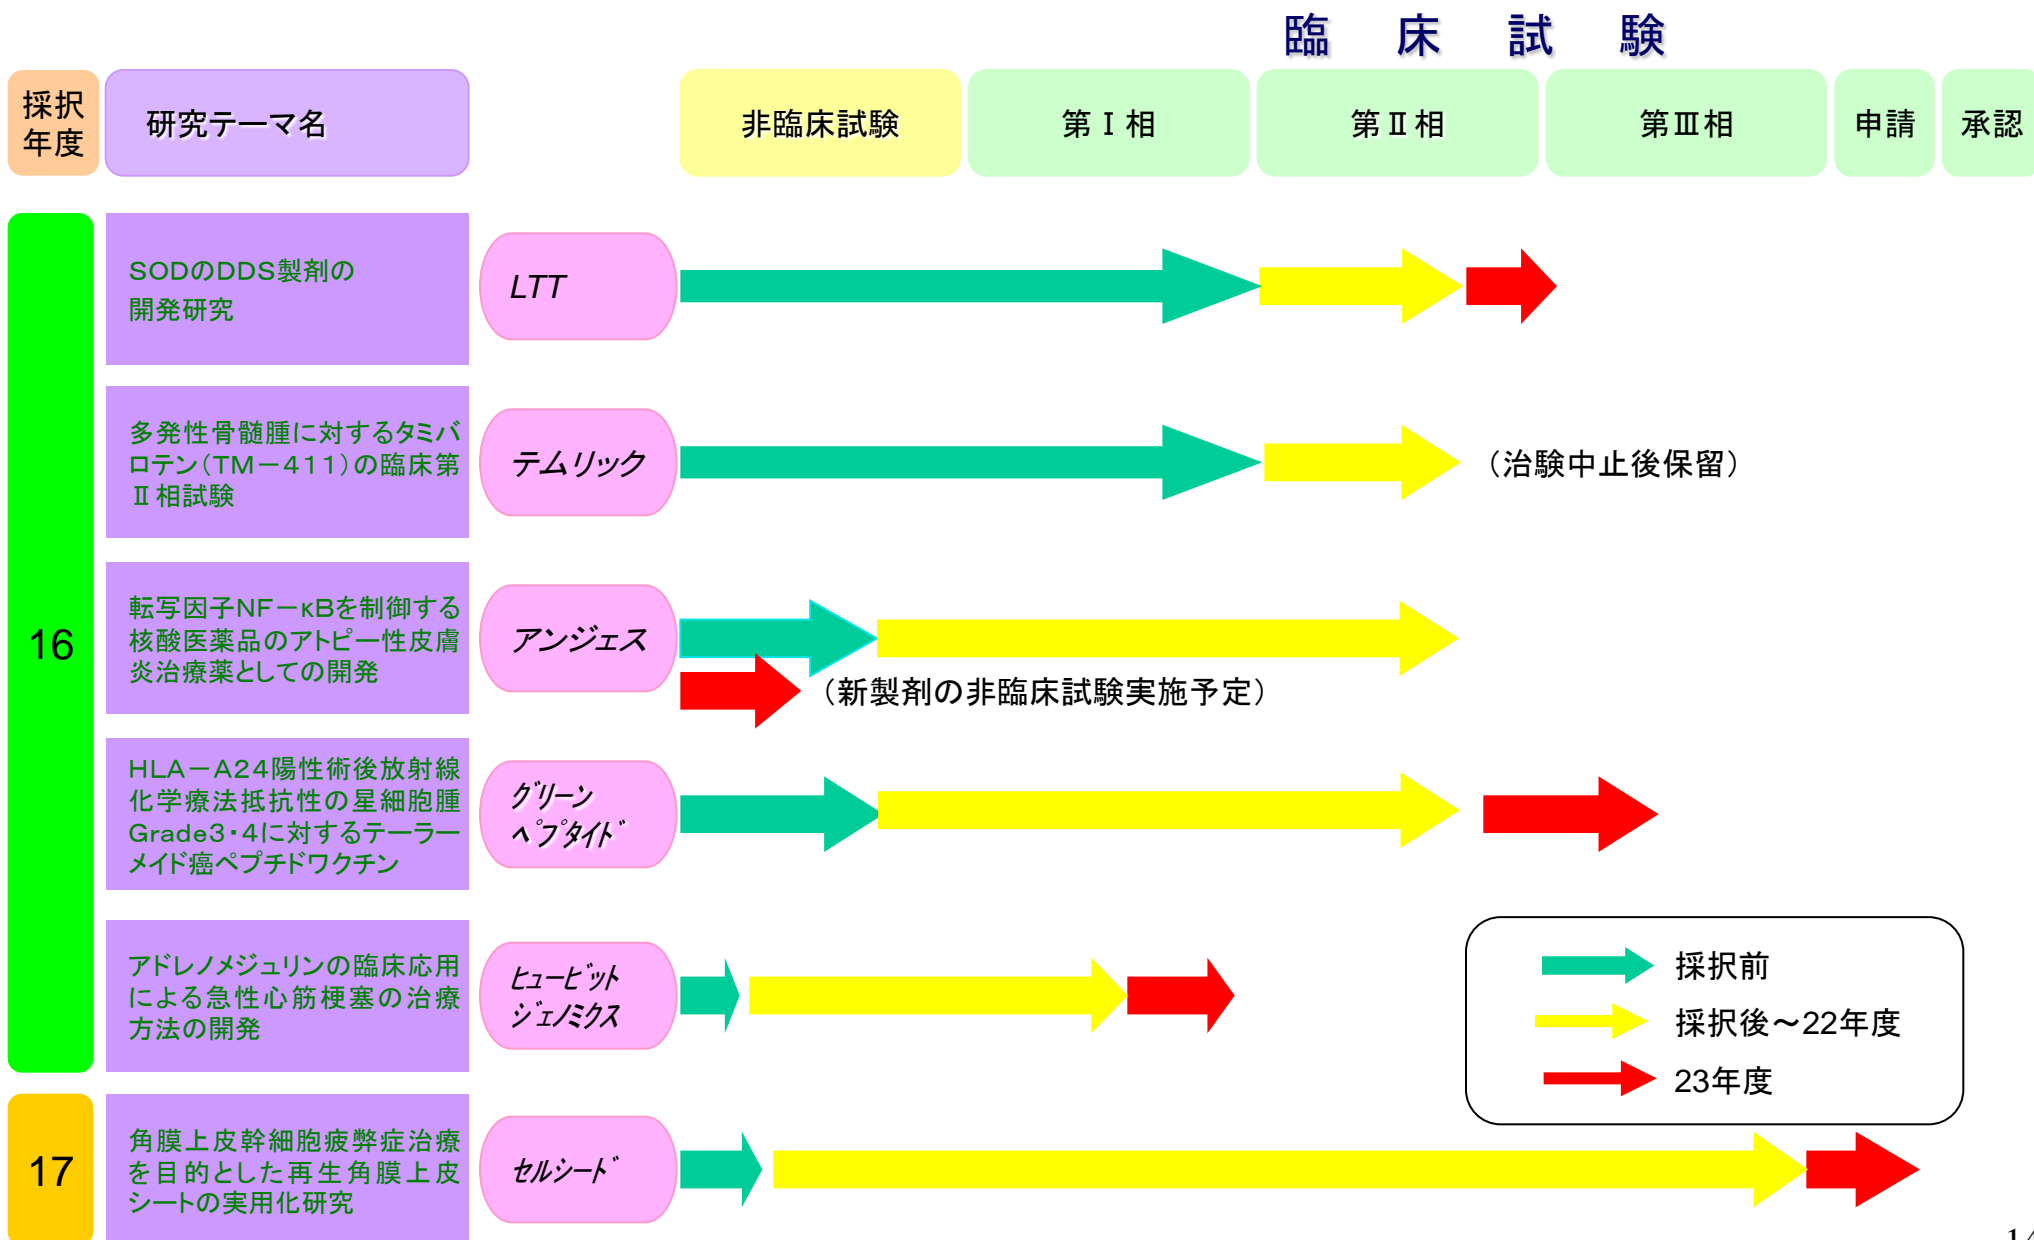 臨床試験
採択
年度
研究テーマ名
非臨床試験
第Ⅰ相
第Ⅱ相
第Ⅲ相
申請
承認
16
SODのDDS製剤の
開発研究
LTT
多発性骨髄腫に対するタミバ
ロテン(TM－411)の臨床第
Ⅱ相試験
テムリック
（治験中止後保留）
転写因子NF－κBを制御する
核酸医薬品のアトピー性皮膚
炎治療薬としての開発
アンジェス
（新製剤の非臨床試験実施予定）
HLA－A24陽性術後放射線
化学療法抵抗性の星細胞腫
Grade3・4に対するテーラー
メイド癌ペプチドワクチン
ｸﾞﾘｰﾝ
ﾍﾟﾌﾟﾀｲﾄﾞ
アドレノメジュリンの臨床応用
による急性心筋梗塞の治療
方法の開発
ﾋｭｰﾋﾞｯﾄ
ｼﾞｪﾉﾐｸｽ
採択前
採択後～22年度
23年度
17
角膜上皮幹細胞疲弊症治療
を目的とした再生角膜上皮
シートの実用化研究
ｾﾙｼｰﾄﾞ